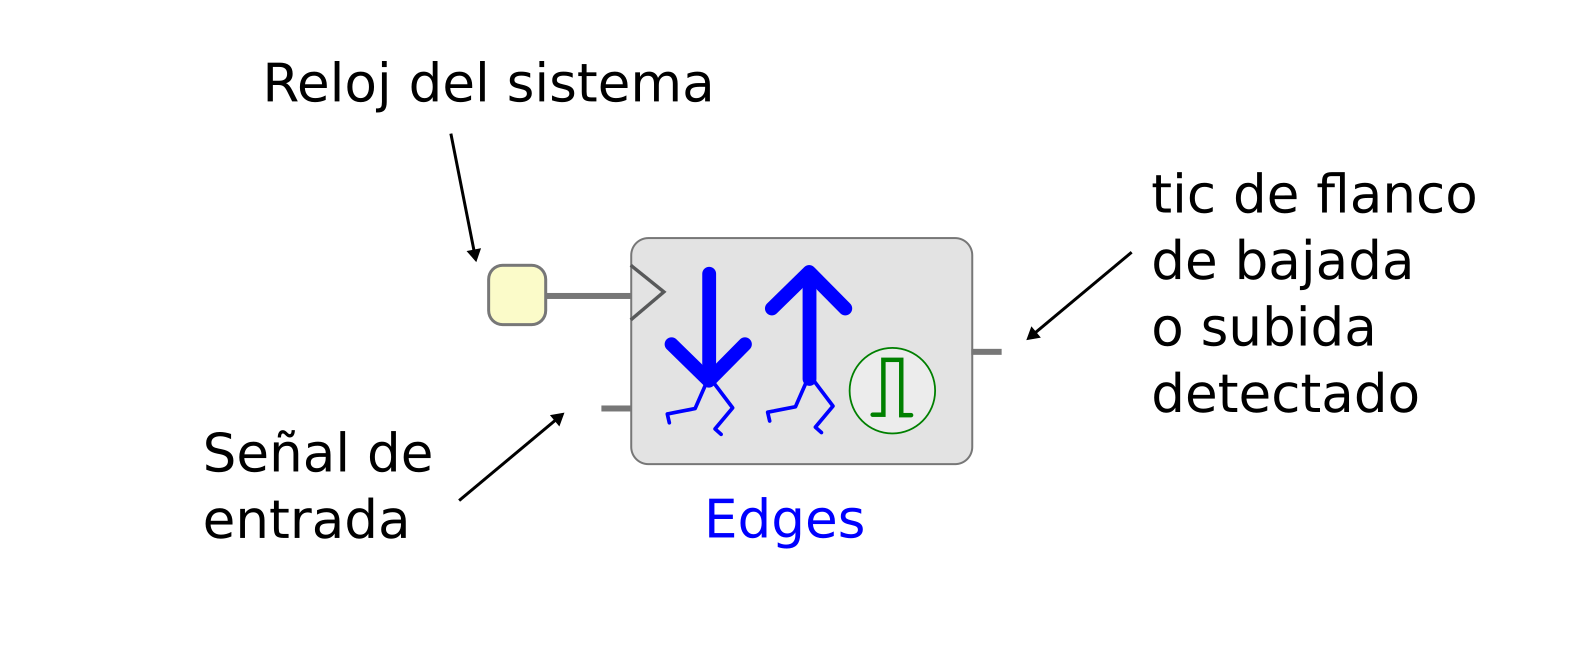 Reloj del sistema
tic de flanco
de bajada
o subida
detectado
Señal de
entrada
Edges